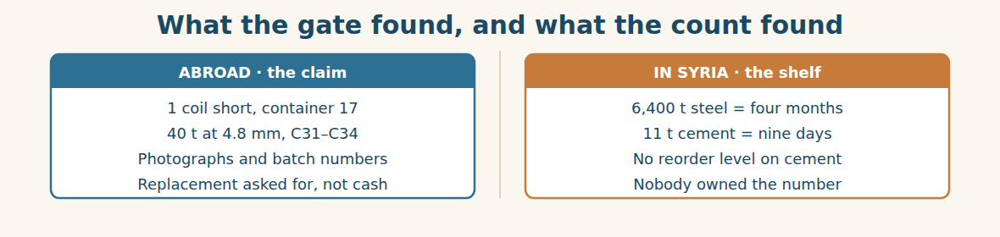 What the gate found, and what the count found
ABROAD · the claim
1 coil short, container 17
40 t at 4.8 mm, C31–C34
Photographs and batch numbers
Replacement asked for, not cash
IN SYRIA · the shelf
6,400 t steel = four months
11 t cement = nine days
No reorder level on cement
Nobody owned the number